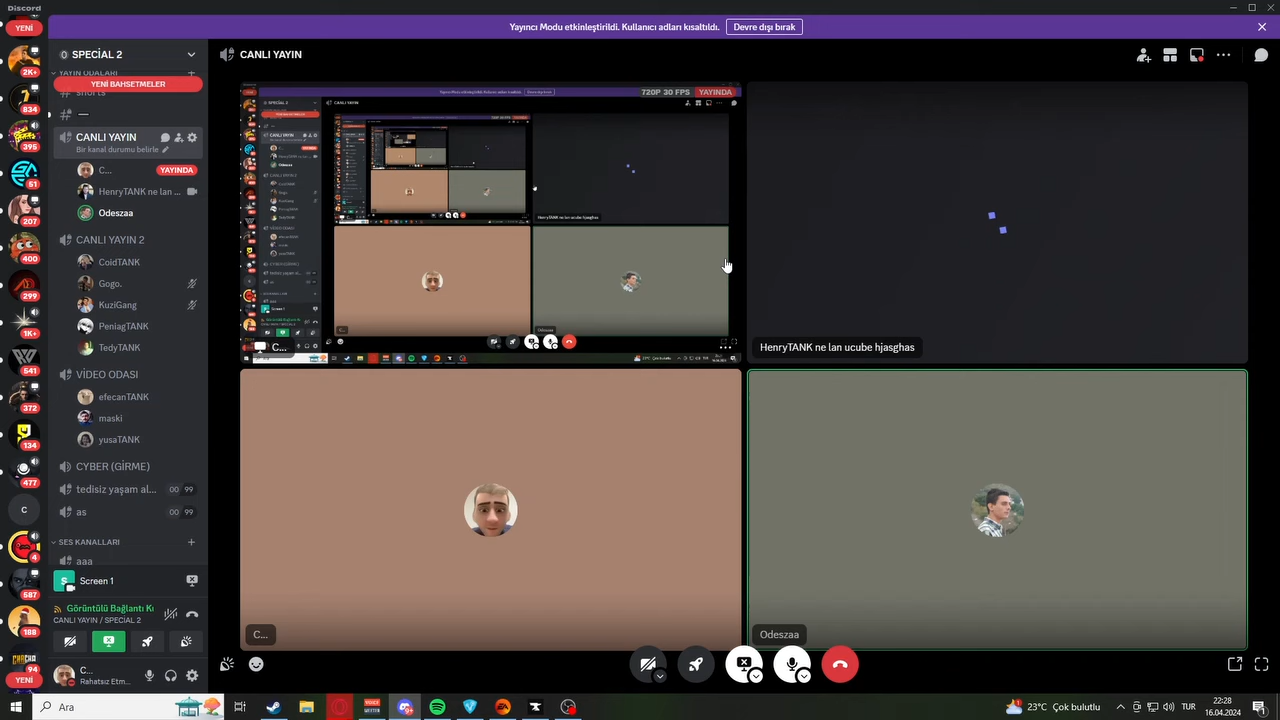 Discord
Yayıncı Modu etkinleştirildi. Kullanıcı adları kısaltıldı.
Devre dışı bırak
YENİ
2K+
834
395
51
207
400
299
1K+
541
372
134
477
C
4
587
188
94
YENİ
SPECİAL 2
YAYIN ODALARI
YENİ BAHSETMELER
shorts
CANLI YAYIN
Bir kanal durumu belirle
C...
YAYINDA
HenryTANK ne lan ...
Odeszaa
CANLI YAYIN 2
ColdTANK
Gogo.
KuziGang
PeniagTANK
TedyTANK
VİDEO ODASI
efecanTANK
maski
yusaTANK
CYBER (GİRME)
tedisiz yaşam al...
00 99
as
00 99
SES KANALLARI
aaa
S
Screen 1
Görüntülü Bağlantı Kı
CANLI YAYIN / SPECIAL 2
C...
Rahatsız Etm...
CANLI YAYIN
720P 30 FPS
YAYINDA
C...
HenryTANK ne lan ucube hjasghas
C...
Odeszaa
Ara
23°C Çok bulutlu
TUR
22:28
16.04.2024